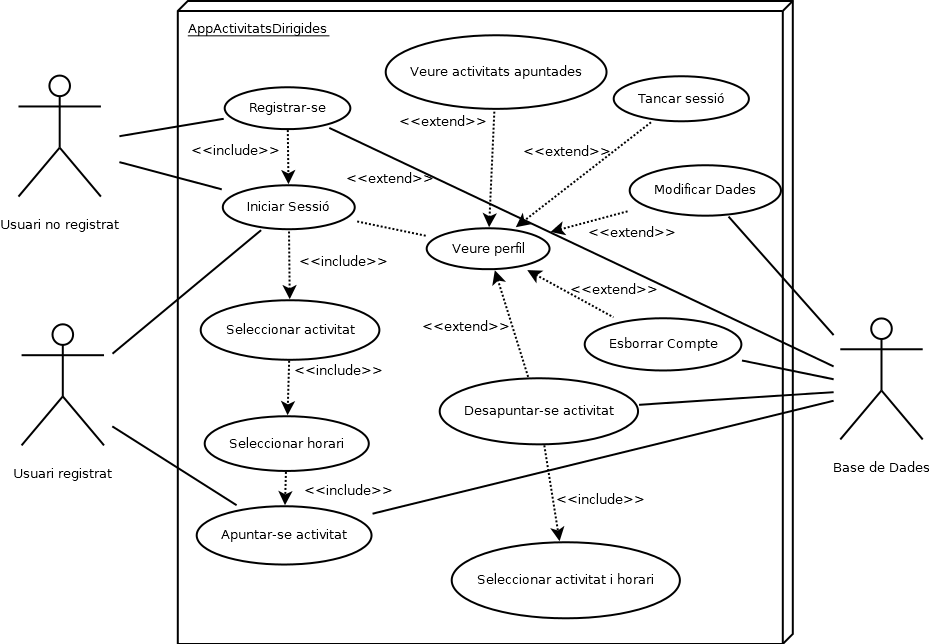 AppActivitatsDirigides
Veure activitats apuntades
Tancar sessió
Registrar-se
<<extend>>
<<include>>
<<extend>>
<<extend>>
Modificar Dades
Iniciar Sessió
Usuari no registrat
<<extend>>
Veure perfil
<<include>>
<<extend>>
<<extend>>
Seleccionar activitat
Esborrar Compte
<<include>>
Desapuntar-se activitat
Seleccionar horari
Usuari registrat
Base de Dades
<<include>>
<<include>>
Apuntar-se activitat
Seleccionar activitat i horari